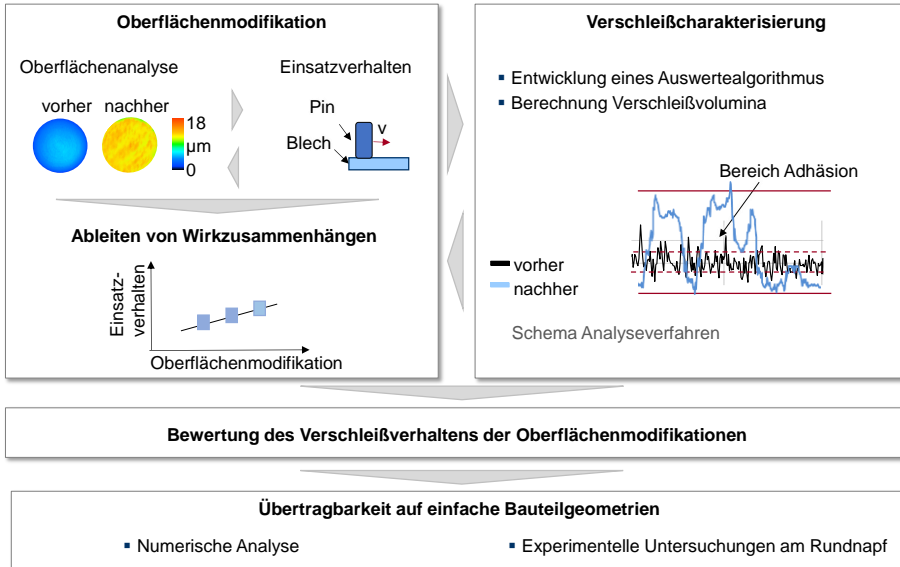 Oberflächenmodifikation
Oberflächenanalyse
vorher
nachher
18
µm
0
Einsatzverhalten
Pin
v
Blech
Ableiten von Wirkzusammenhängen
Einsatz-
verhalten
Oberflächenmodifikation
Verschleißcharakterisierung
▪ Entwicklung eines Auswertealgorithmus
▪ Berechnung Verschleißvolumina
Bereich Adhäsion
vorher
nachher
Schema Analyseverfahren
Bewertung des Verschleißverhaltens der Oberflächenmodifikationen
Übertragbarkeit auf einfache Bauteilgeometrien
▪ Numerische Analyse
▪ Experimentelle Untersuchungen am Rundnapf